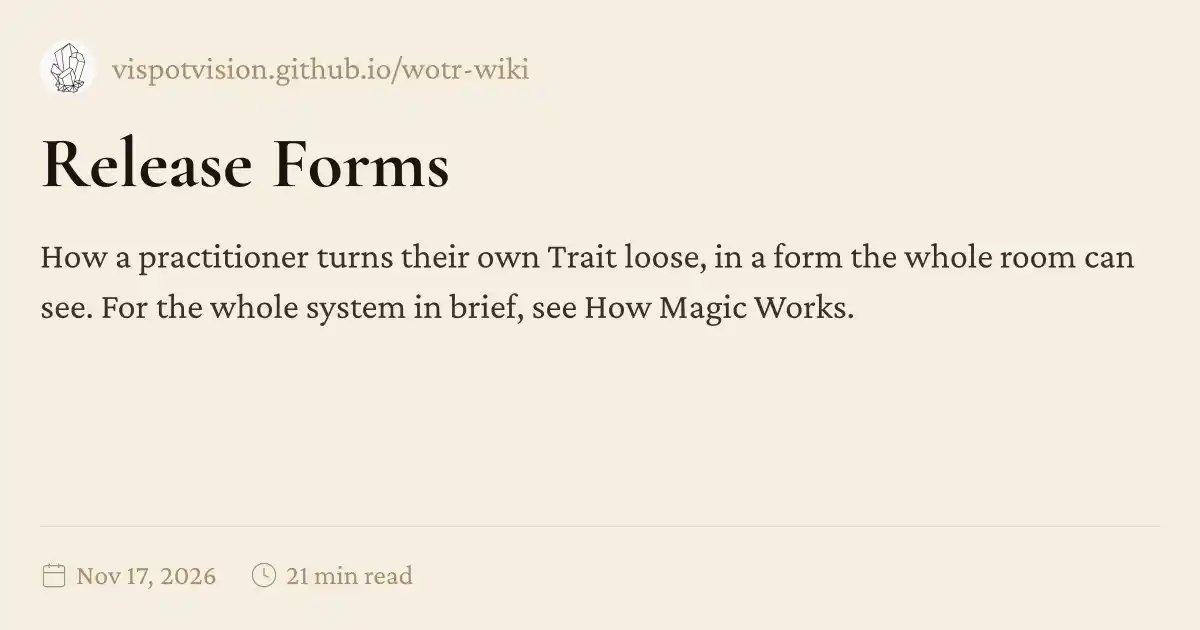 vispotvision.github.io/wotr-wiki
Release Forms
How a practitioner turns their own Trait loose, in a form the whole room can
see. For the whole system in brief, see How Magic Works.
Nov 17, 2026
21 min read